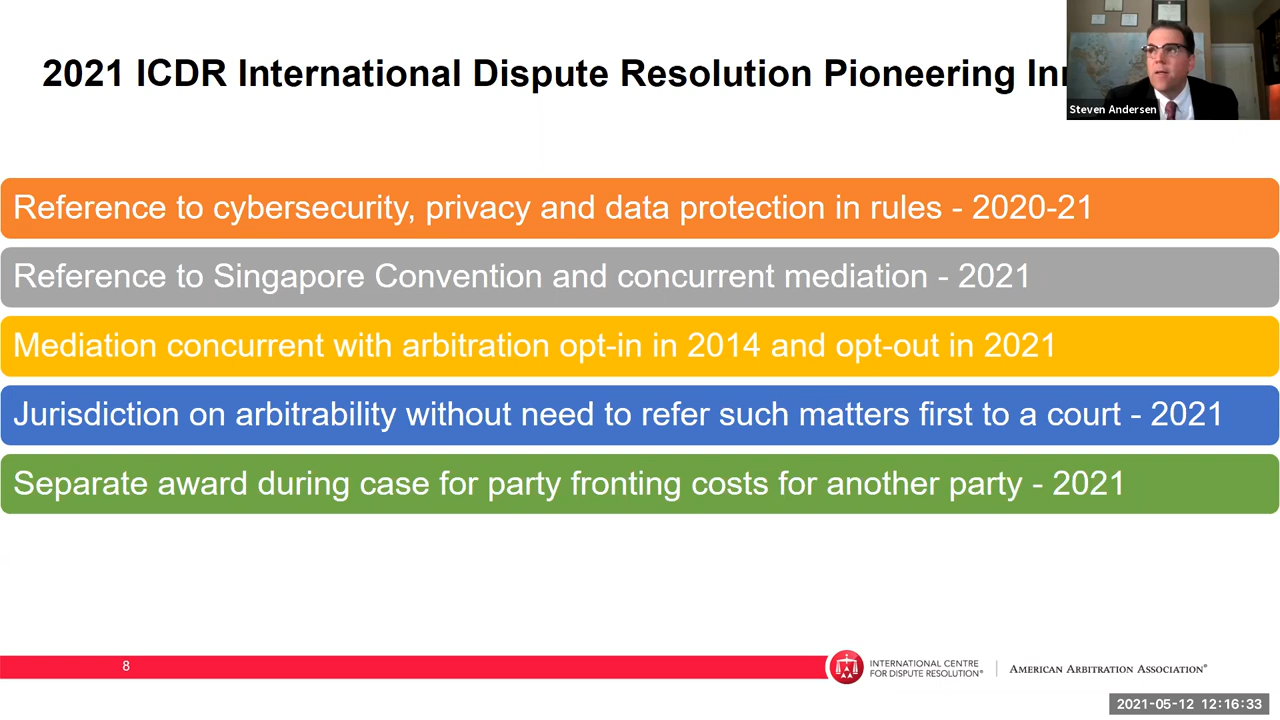 2021 ICDR International Dispute Resolution Pioneering
Steven Andersen
Reference to cybersecurity, privacy and data protection in rules - 2020-21
Reference to Singapore Convention and concurrent mediation - 2021
Mediation concurrent with arbitration opt-in in 2014 and opt-out in 2021
Jurisdiction on arbitrability without need to refer such matters first to a court - 2021
Separate award during case for party fronting costs for another party - 2021
8
INTERNATIONAL CENTRE
FOR DISPUTE RESOLUTION®
AMERICAN ARBITRATION ASSOCIATION®
2021-05-12 12:16:33